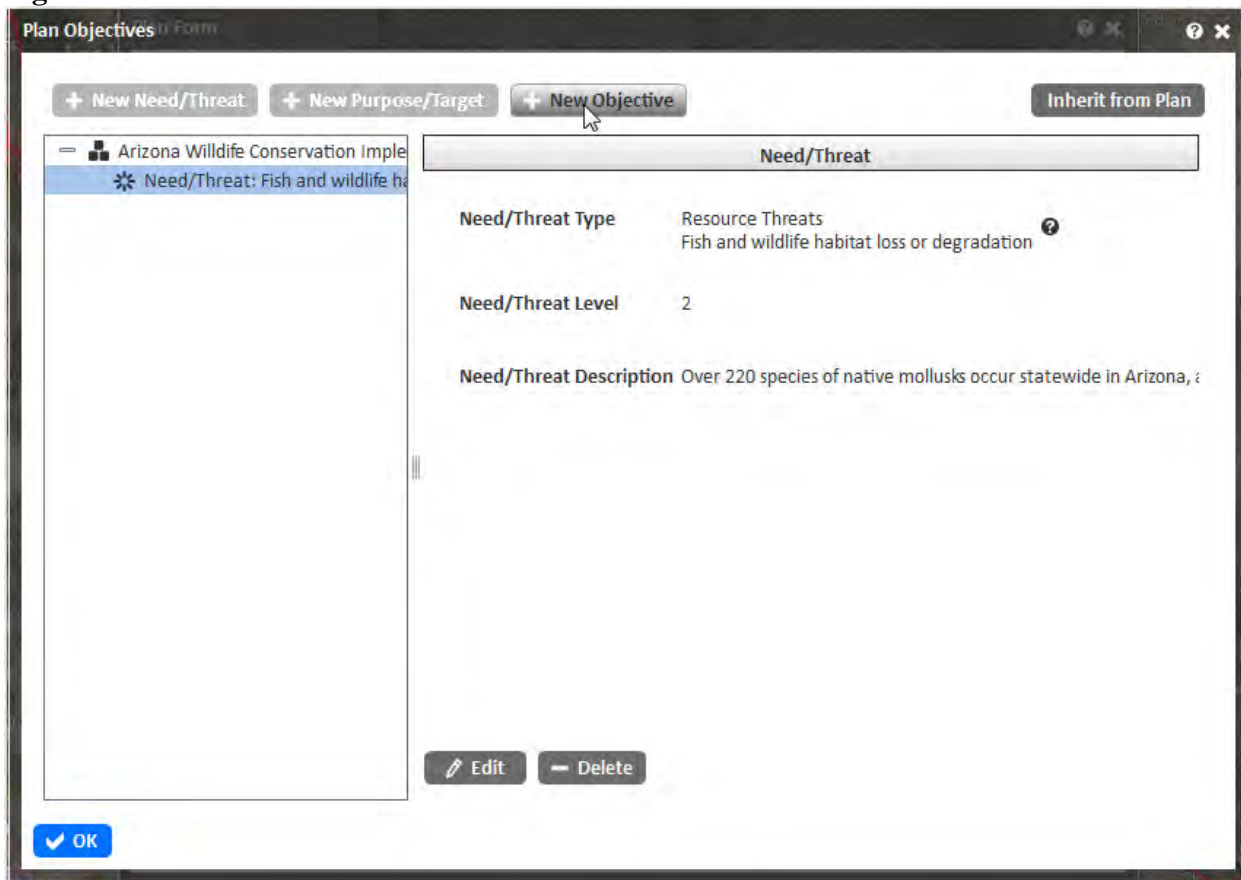 Plan Objectives
New Need/Threat
New Purpose/Target
New Objective
Inherit from Plan
Arizona Willdife Conservation Imple
Need/Threat: Fish and wildlife ha
Need/Threat
Need/Threat Type
Resource Threats
Fish and wildlife habitat loss or degradation
Need/Threat Level
2
Need/Threat Description
Over 220 species of native mollusks occur statewide in Arizona,
Edit
Delete
OK